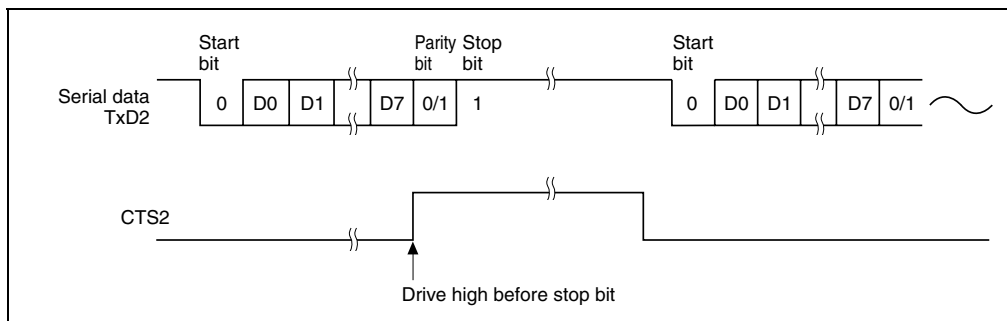 Start bit
Parity bit
Stop bit
Start bit
Serial data TxD2
0 D0 D1 D7 0/1 1 0 D0 D1 D7 0/1
CTS2
Drive high before stop bit